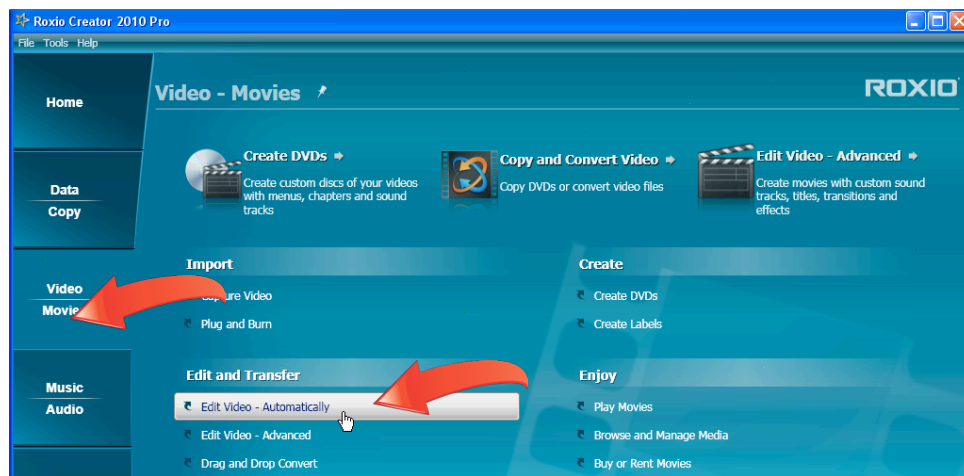 Roxio Creator 2010 Pro
File Tools Help
Home
Video - Movies
ROXIO
Create DVDs
Create custom discs of your videos
with menus, chapters and sound
tracks
Copy and Convert Video
Copy DVDs or convert video files
Edit Video - Advanced
Create movies with custom sound
tracks, titles, transitions and
effects
Data
Copy
Import
Video
Plug and Burn
Create
Create DVDs
Create Labels
Video
Music
Audio
Edit and Transfer
Edit Video - Automatically
Edit Video - Advanced
Drag and Drop Convert
Enjoy
Play Movies
Browse and Manage Media
Buy or Rent Movies